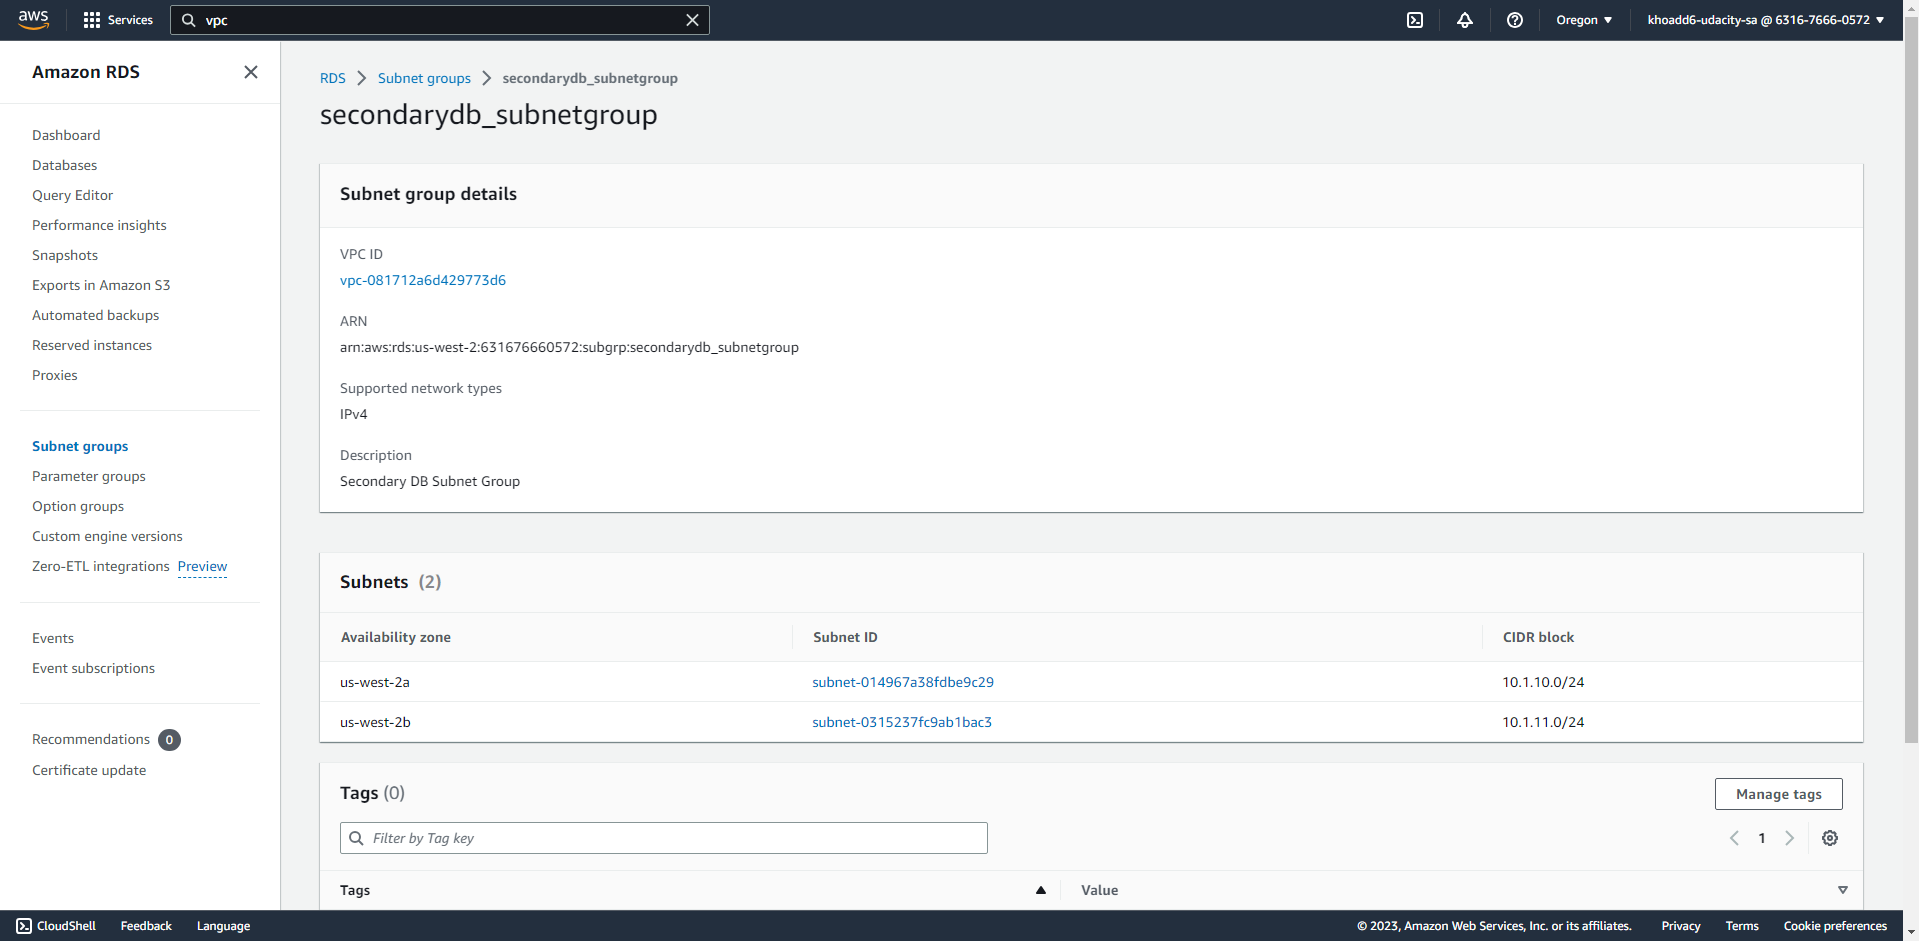 aws
Services
vpc
Oregon
khoadd6-udacity-sa @ 6316-7666-0572
Amazon RDS
Dashboard
Databases
Query Editor
Performance insights
Snapshots
Exports in Amazon S3
Automated backups
Reserved instances
Proxies
Subnet groups
Parameter groups
Option groups
Custom engine versions
Zero-ETL integrations Preview
Events
Event subscriptions
Recommendations 0
Certificate update
RDS > Subnet groups > secondarydb_subnetgroup
secondarydb_subnetgroup
Subnet group details
VPC ID
vpc-081712a6d429773d6
ARN
arn:aws:rds:us-west-2:631676660572:subgrp:secondarydb_subnetgroup
Supported network types
IPv4
Description
Secondary DB Subnet Group
Subnets (2)
Availability zone Subnet ID CIDR block
us-west-2a subnet-014967a38fdbe9c29 10.1.10.0/24
us-west-2b subnet-0315237fc9ab1bac3 10.1.11.0/24
Tags (0)
Manage tags
Filter by Tag key
1
Tags Value
CloudShell Feedback Language
© 2023, Amazon Web Services, Inc. or its affiliates. Privacy Terms Cookie preferences